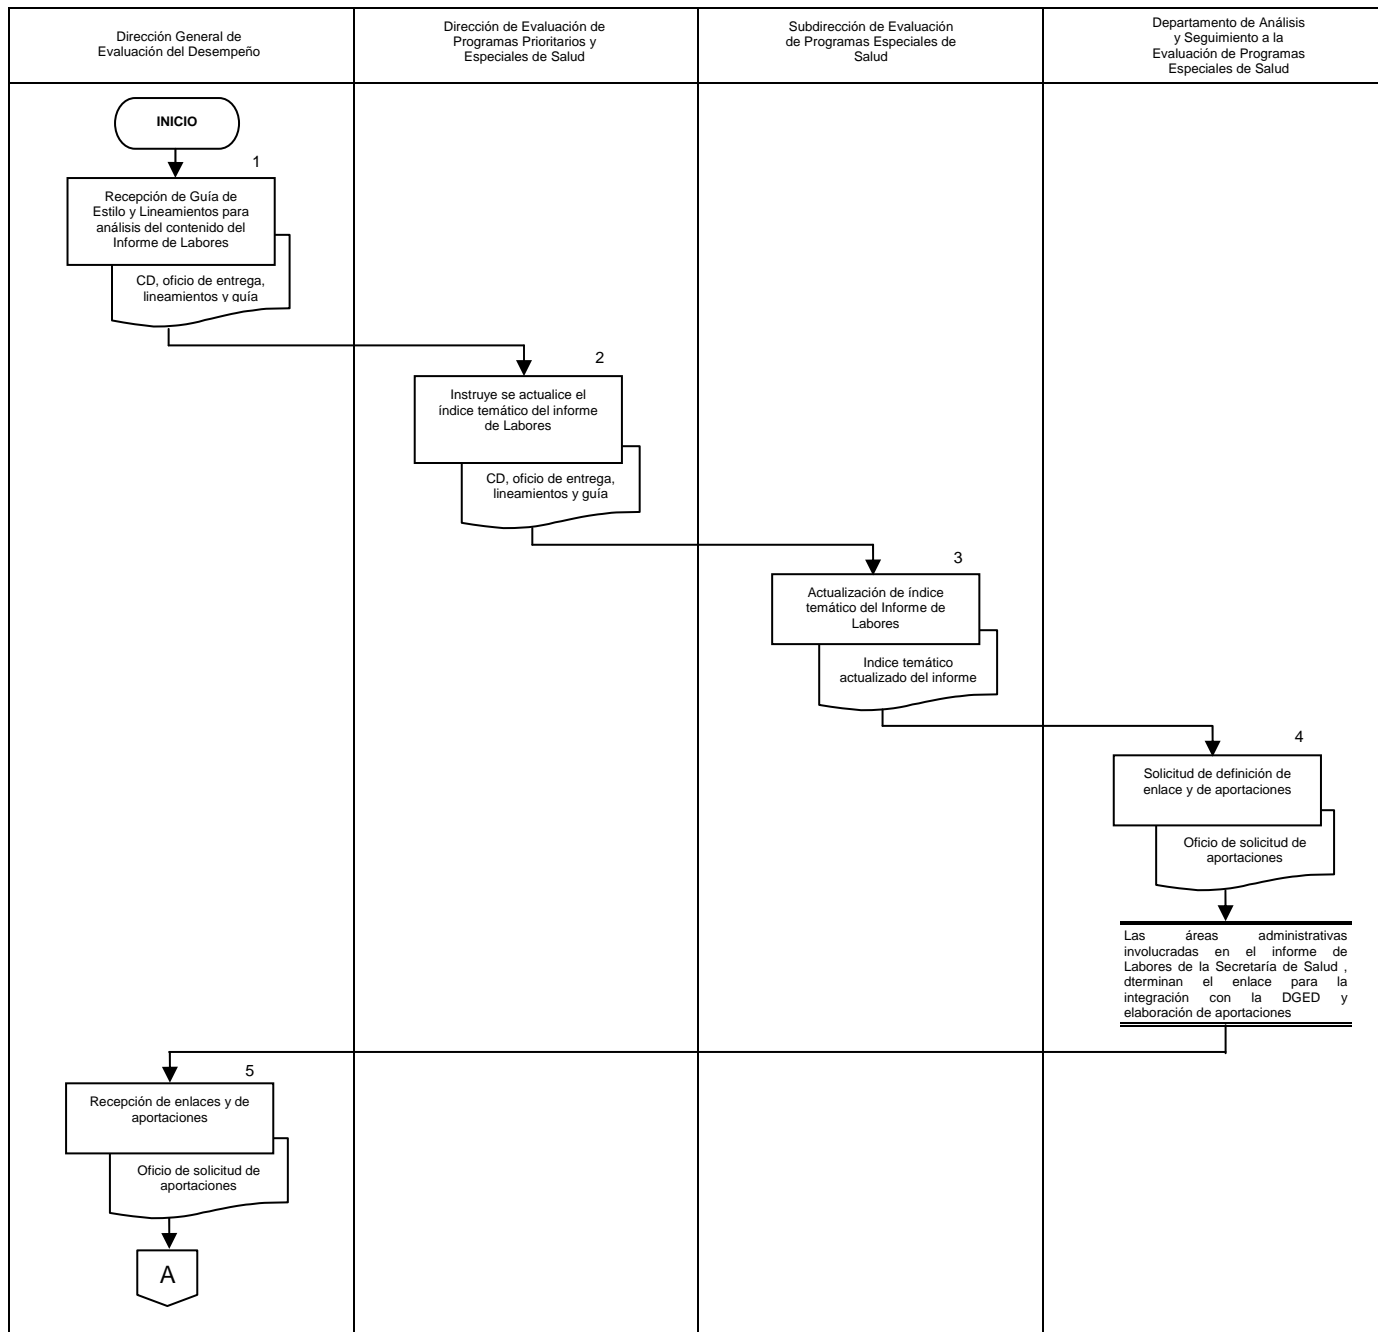 Dirección General de
Evaluación del Desempeño
Dirección de Evaluación de
Programas Prioritarios y
Especiales de Salud
Subdirección de Evaluación
de Programas Especiales de
Salud
Departamento de Análisis
y Seguimiento a la
Evaluación de Programas
Especiales de Salud
INICIO
1
Recepción de Guía de
Estilo y Lineamientos para
análisis del contenido del
Informe de Labores
CD, oficio de entrega,
lineamientos y guía
2
Instruye se actualice el
índice temático del informe
de Labores
CD, oficio de entrega,
lineamientos y guía
3
Actualización de índice
temático del Informe de
Labores
Indice temático
actualizado del informe
4
Solicitud de definición de
enlace y de aportaciones
Oficio de solicitud de
aportaciones
Las áreas administrativas
involucradas en el informe de
Labores de la Secretaría de Salud ,
dterminan el enlace para la
integración con la DGED y
elaboración de aportaciones
5
Recepción de enlaces y de
aportaciones
Oficio de solicitud de
aportaciones
A